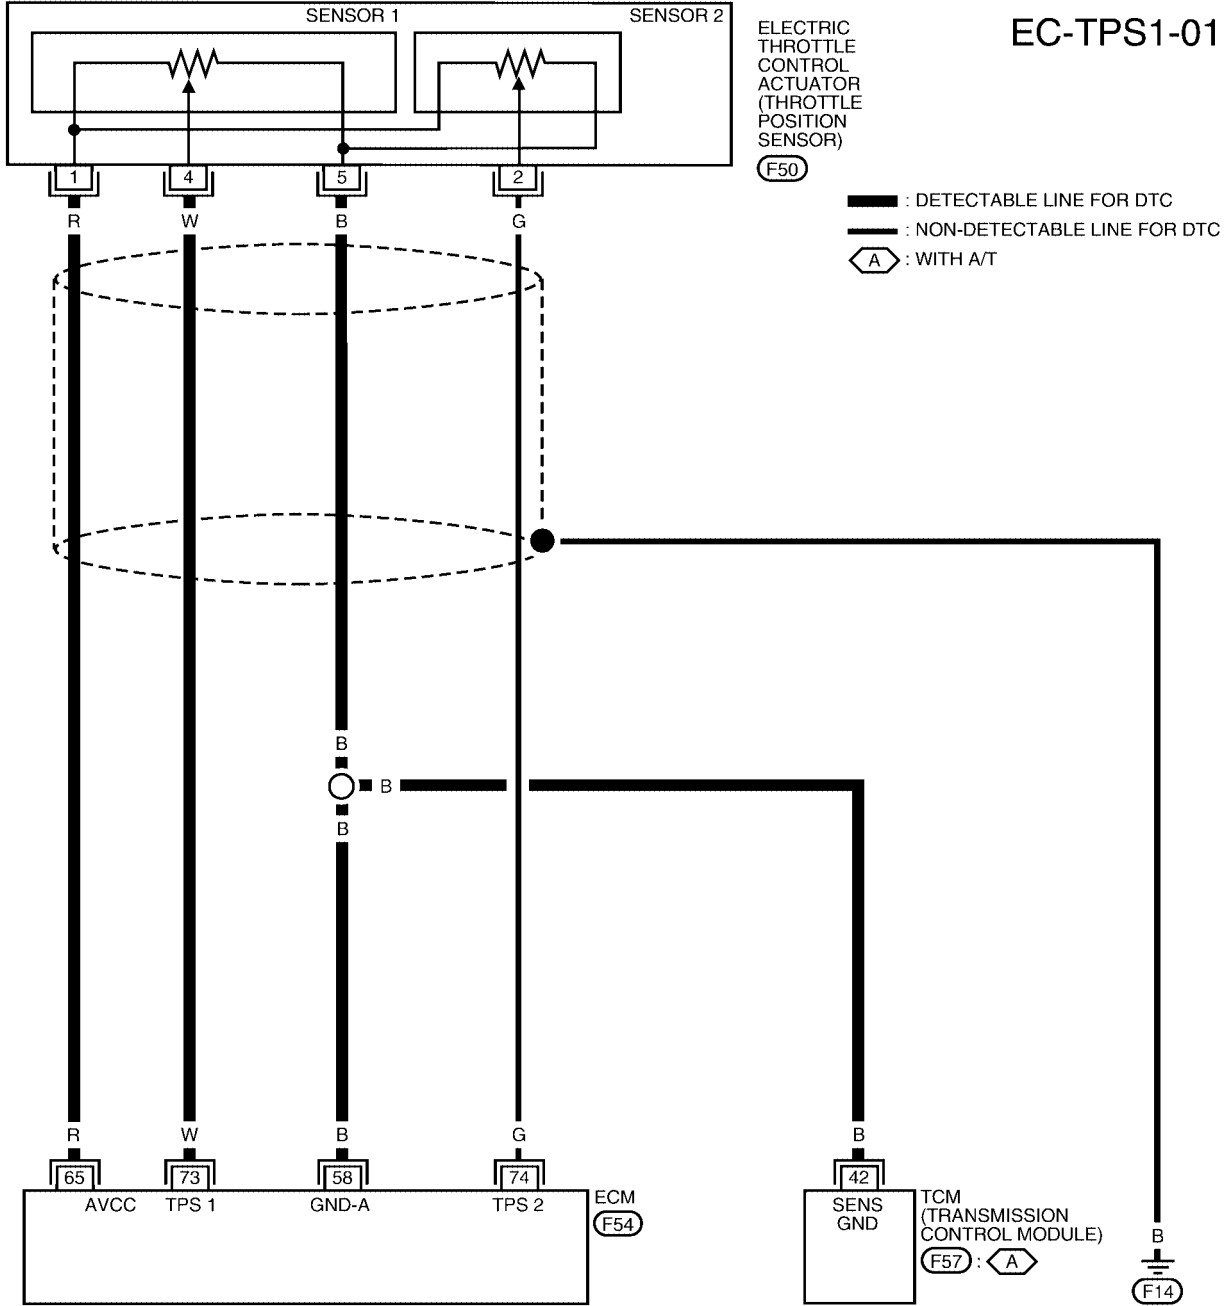 SENSOR 1
SENSOR 2
EC-TPS1-01
ELECTRIC
THROTTLE
CONTROL
ACTUATOR
(THROTTLE
POSITION
SENSOR)
F50
1
4
5
2
R
W
B
G
: DETECTABLE LINE FOR DTC
: NON-DETECTABLE LINE FOR DTC
A : WITH A/T
B
B
B
R
W
B
G
B
65
73
58
74
42
AVCC
TPS 1
GND-A
TPS 2
ECM
F54
SENS
GND
TCM
(TRANSMISSION
CONTROL MODULE)
F57 : A
B
F14